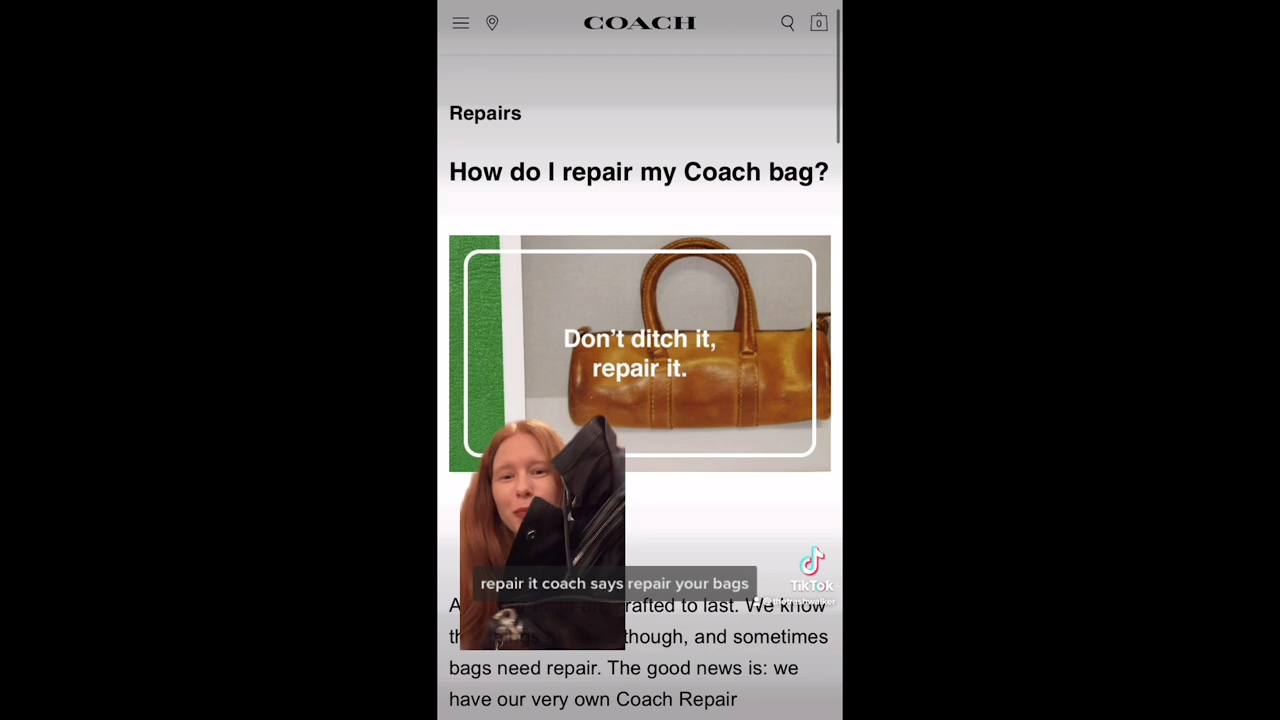 COACH
0
Repairs
How do I repair my Coach bag?
Don't ditch it,
repair it.
repair it coach says repair your bags
TikTok
rafted to last. We know
though, and sometimes
bags need repair. The good news is: we
have our very own Coach Repair